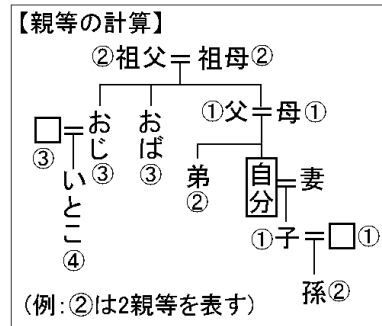 【親等の計算】
②祖父＝祖母②
①父＝母①
□＝おじ
③
③
おば
③
いとこ
④
弟
②
自分＝妻
①子＝□①
孫②
(例:②は2親等を表す)